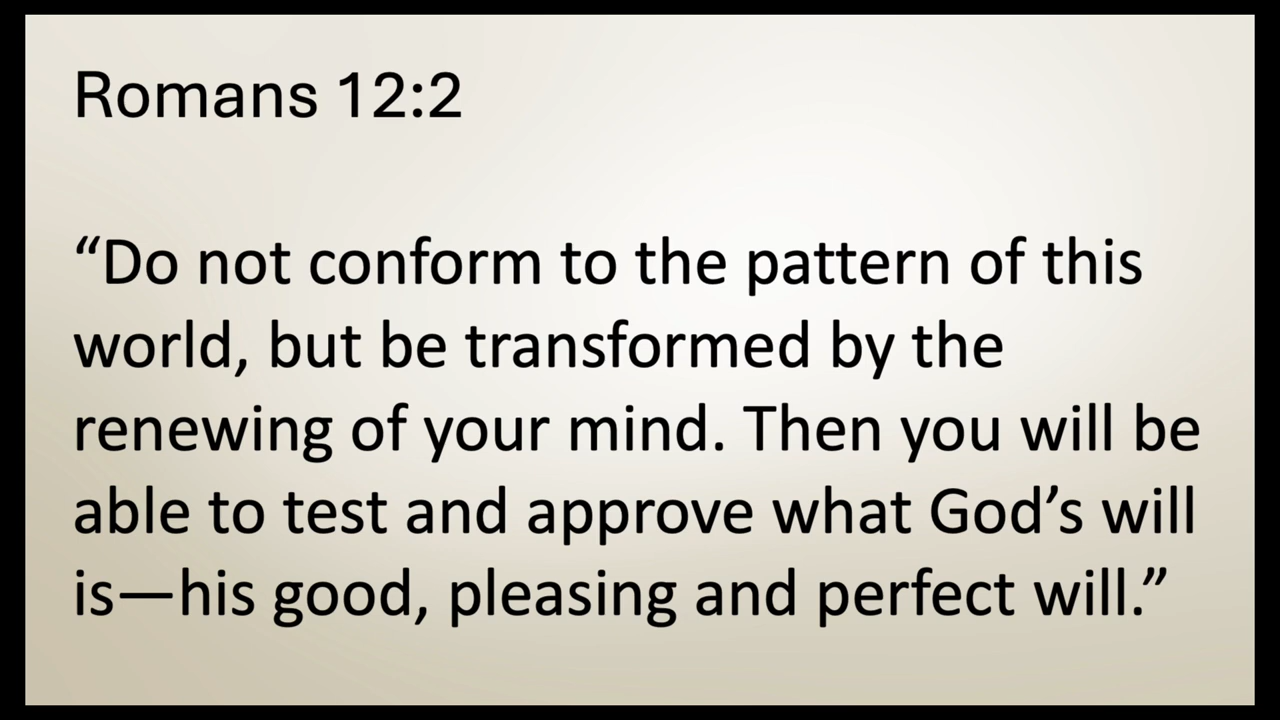 Romans 12:2
“Do not conform to the pattern of this
world, but be transformed by the
renewing of your mind. Then you will be
able to test and approve what God’s will
is—his good, pleasing and perfect will.”